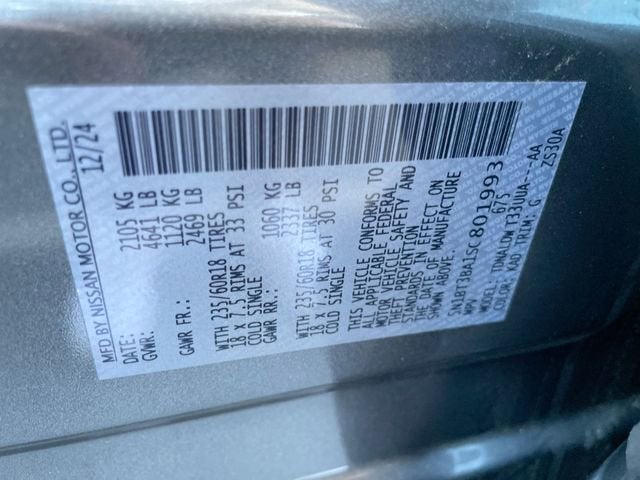 MFD.BY NISSAN MOTOR CO.,LTD.
DATE: 12/24
GVWR: 2105 KG
4641 LB
GAWR FR.: 1120 KG
2469 LB
WITH 235/60R18 TIRES
18 X 7.5 RIMS AT 33 PSI
COLD SINGLE
GAWR RR.: 1060 KG
2337 LB
WITH 235/60R18 TIRES
18 X 7.5 RIMS AT 30 PSI
COLD SINGLE
THIS VEHICLE CONFORMS TO
ALL APPLICABLE FEDERAL
MOTOR VEHICLE SAFETY AND
THEFT PREVENTION
STANDARDS IN EFFECT ON
THE DATE OF MANUFACTURE
SHOWN ABOVE.
5N1BT3BA1SC801993
MPV 675
MODEL: TDNALDW T33UUA----AA
COLOR: KAD TRIM: G ZS30A